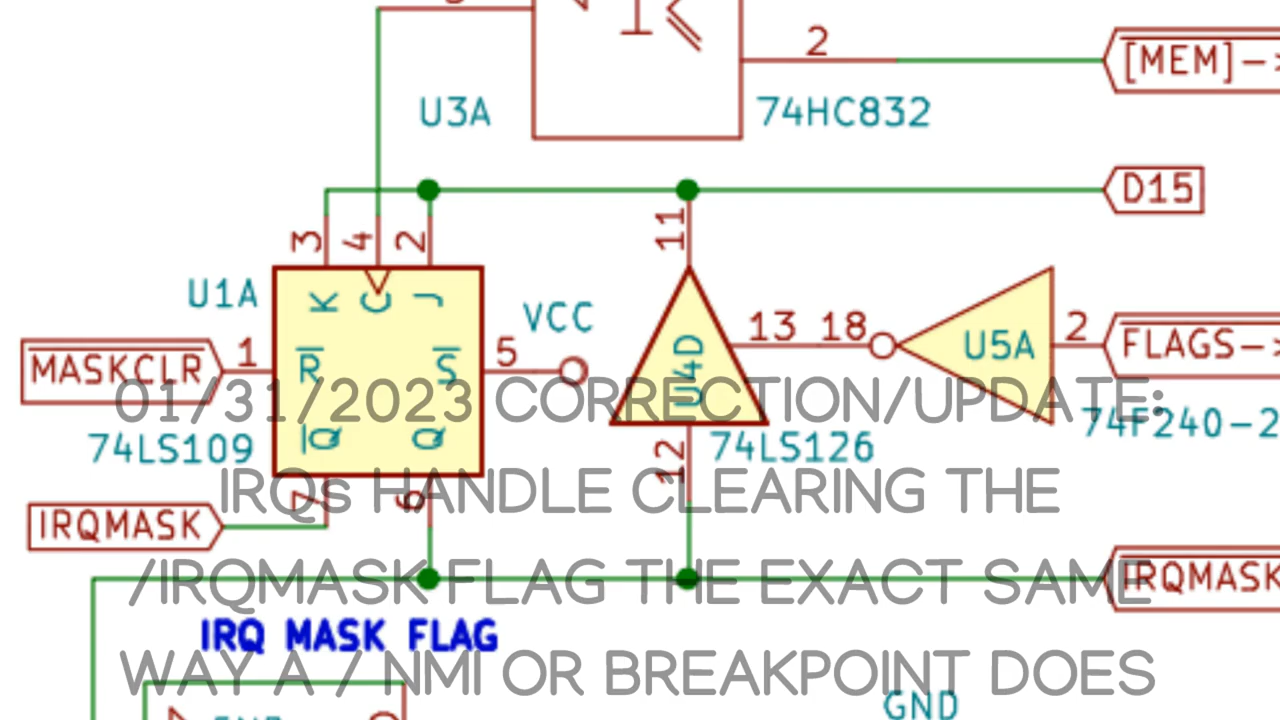 2
[MEM]->
U3A
74HC832
D15
3 4 2
11
U1A
K C J
VCC
MASKCLR
1
R S
5
U4D
13 18
U5A
2
FLAGS->
01/31/2023 CORRECTION/UPDATE:
74LS109
Q Q
74LS126
74F240-2
12
IRQs HANDLE CLEARING THE
7 6
IRQMASK
/IRQMASK FLAG THE EXACT SAME
IRQMASK
IRQ MASK FLAG
WAY A / NMI OR BREAKPOINT DOES
GND